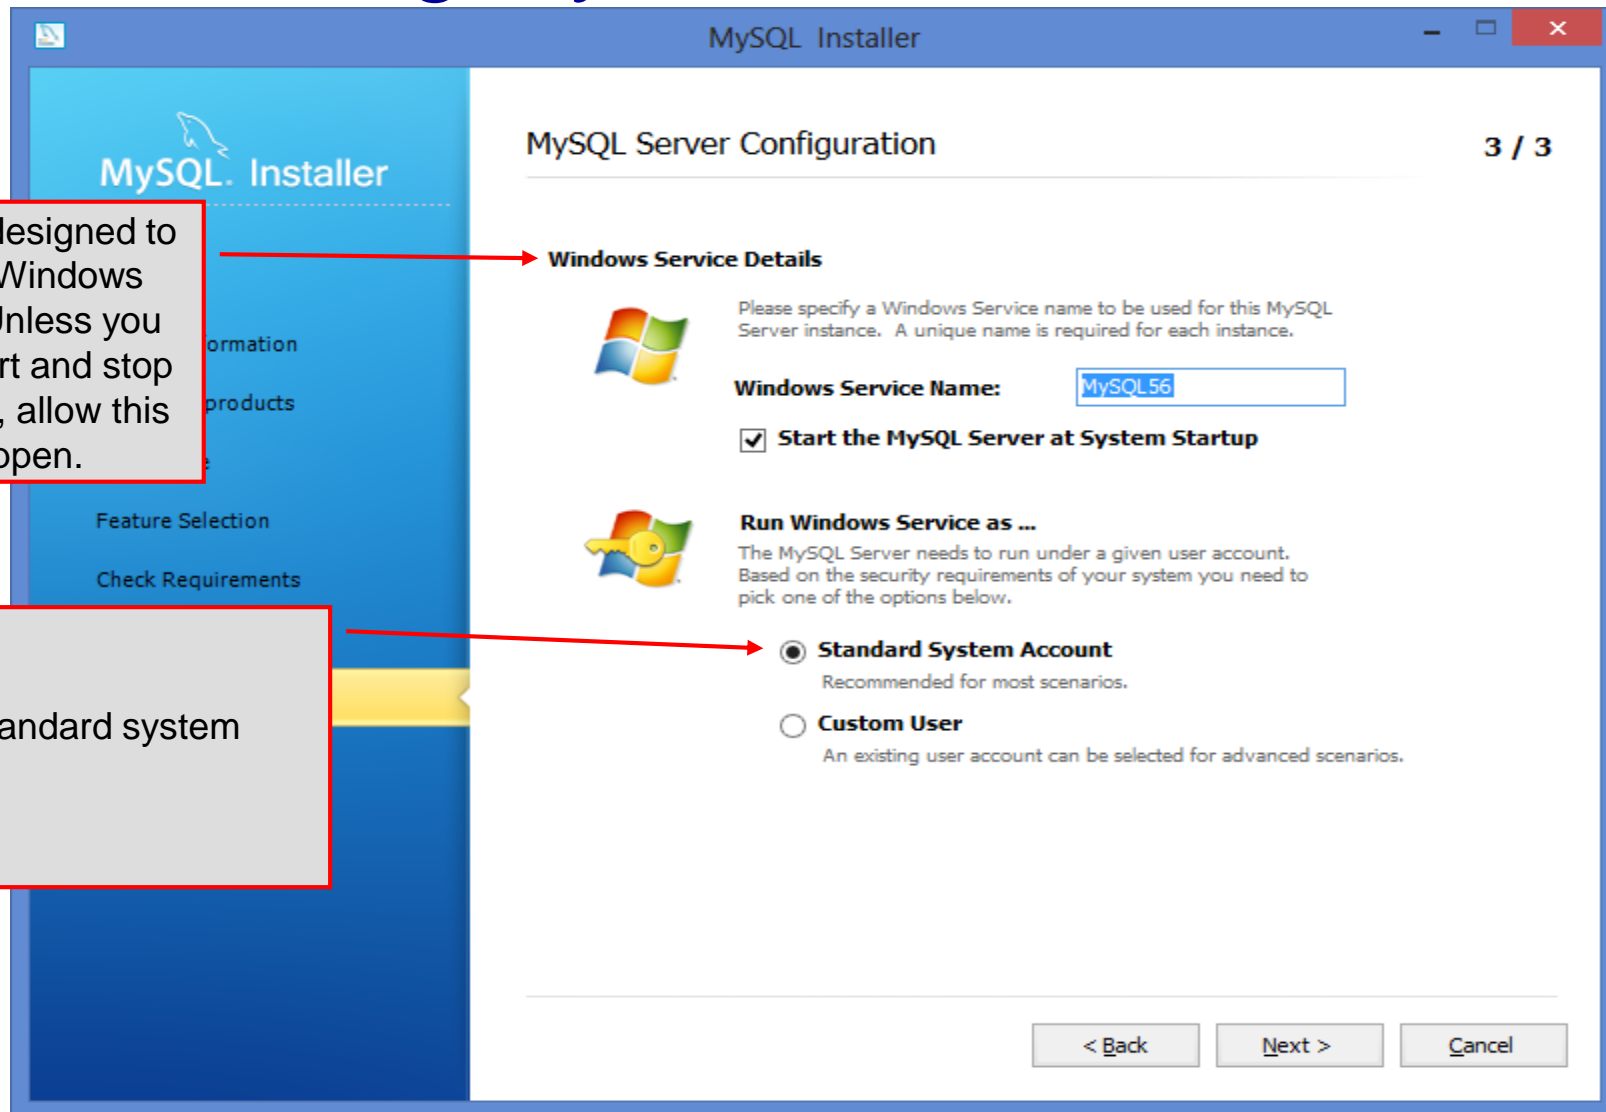 MySQL Installer
MySQL Installer
MySQL Server Configuration
3 / 3
designed to
Windows
Unless you
rt and stop
, allow this
open.
ormation
products
Feature Selection
Check Requirements
andard system
Windows Service Details
Please specify a Windows Service name to be used for this MySQL
Server instance. A unique name is required for each instance.
Windows Service Name:
MySQL56
Start the MySQL Server at System Startup
Run Windows Service as ...
The MySQL Server needs to run under a given user account.
Based on the security requirements of your system you need to
pick one of the options below.
Standard System Account
Recommended for most scenarios.
Custom User
An existing user account can be selected for advanced scenarios.
< Back
Next >
Cancel